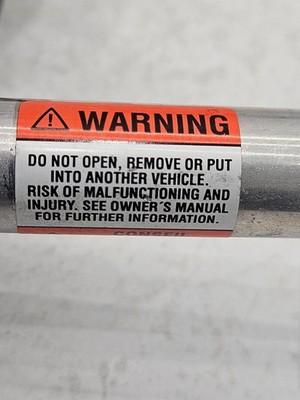 WARNING
DO NOT OPEN, REMOVE OR PUT
INTO ANOTHER VEHICLE.
RISK OF MALFUNCTIONING AND
INJURY. SEE OWNER'S MANUAL
FOR FURTHER INFORMATION.